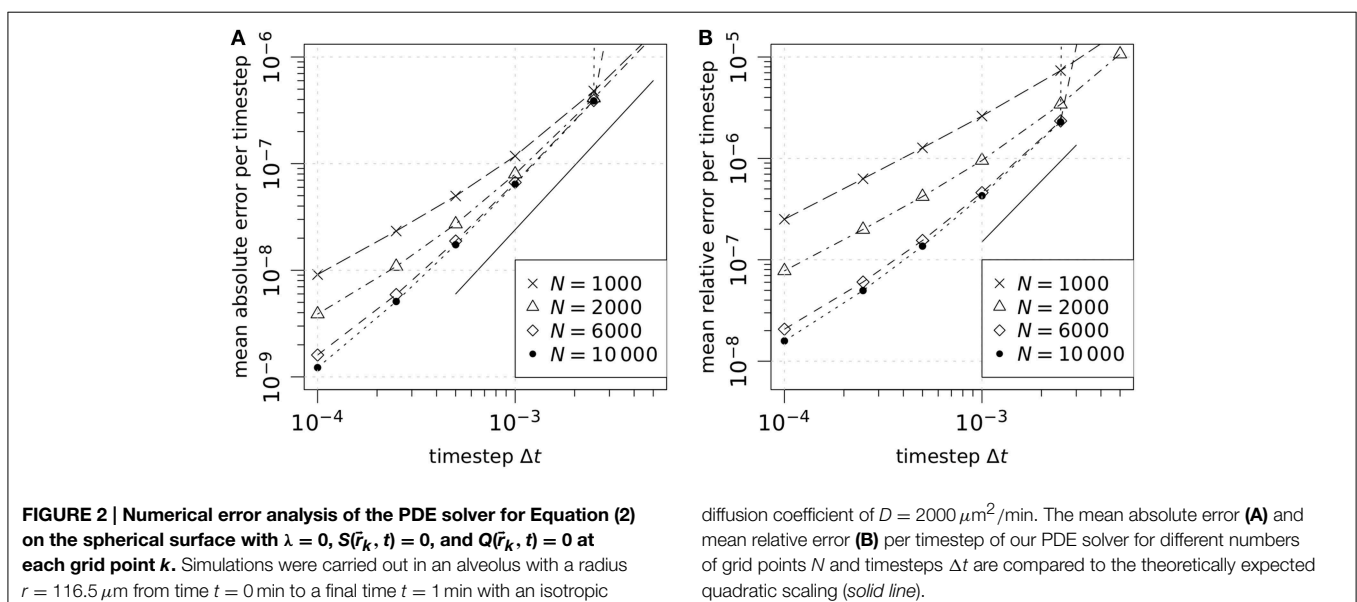 A
mean absolute error per timestep
10⁻⁶
10⁻⁷
10⁻⁸
10⁻⁹
N = 1000
N = 2000
N = 6000
N = 10 000
10⁻⁴
10⁻³
timestep Δt
B
mean relative error per timestep
10⁻⁵
10⁻⁶
10⁻⁷
10⁻⁸
N = 1000
N = 2000
N = 6000
N = 10 000
10⁻⁴
10⁻³
timestep Δt
FIGURE 2 | Numerical error analysis of the PDE solver for Equation (2)
on the spherical surface with λ = 0, S(r⃗ₖ, t) = 0, and Q(r⃗ₖ, t) = 0 at
each grid point k. Simulations were carried out in an alveolus with a radius
r = 116.5 μm from time t = 0 min to a final time t = 1 min with an isotropic
diffusion coefficient of D = 2000 μm²/min. The mean absolute error (A) and
mean relative error (B) per timestep of our PDE solver for different numbers
of grid points N and timesteps Δt are compared to the theoretically expected
quadratic scaling (solid line).